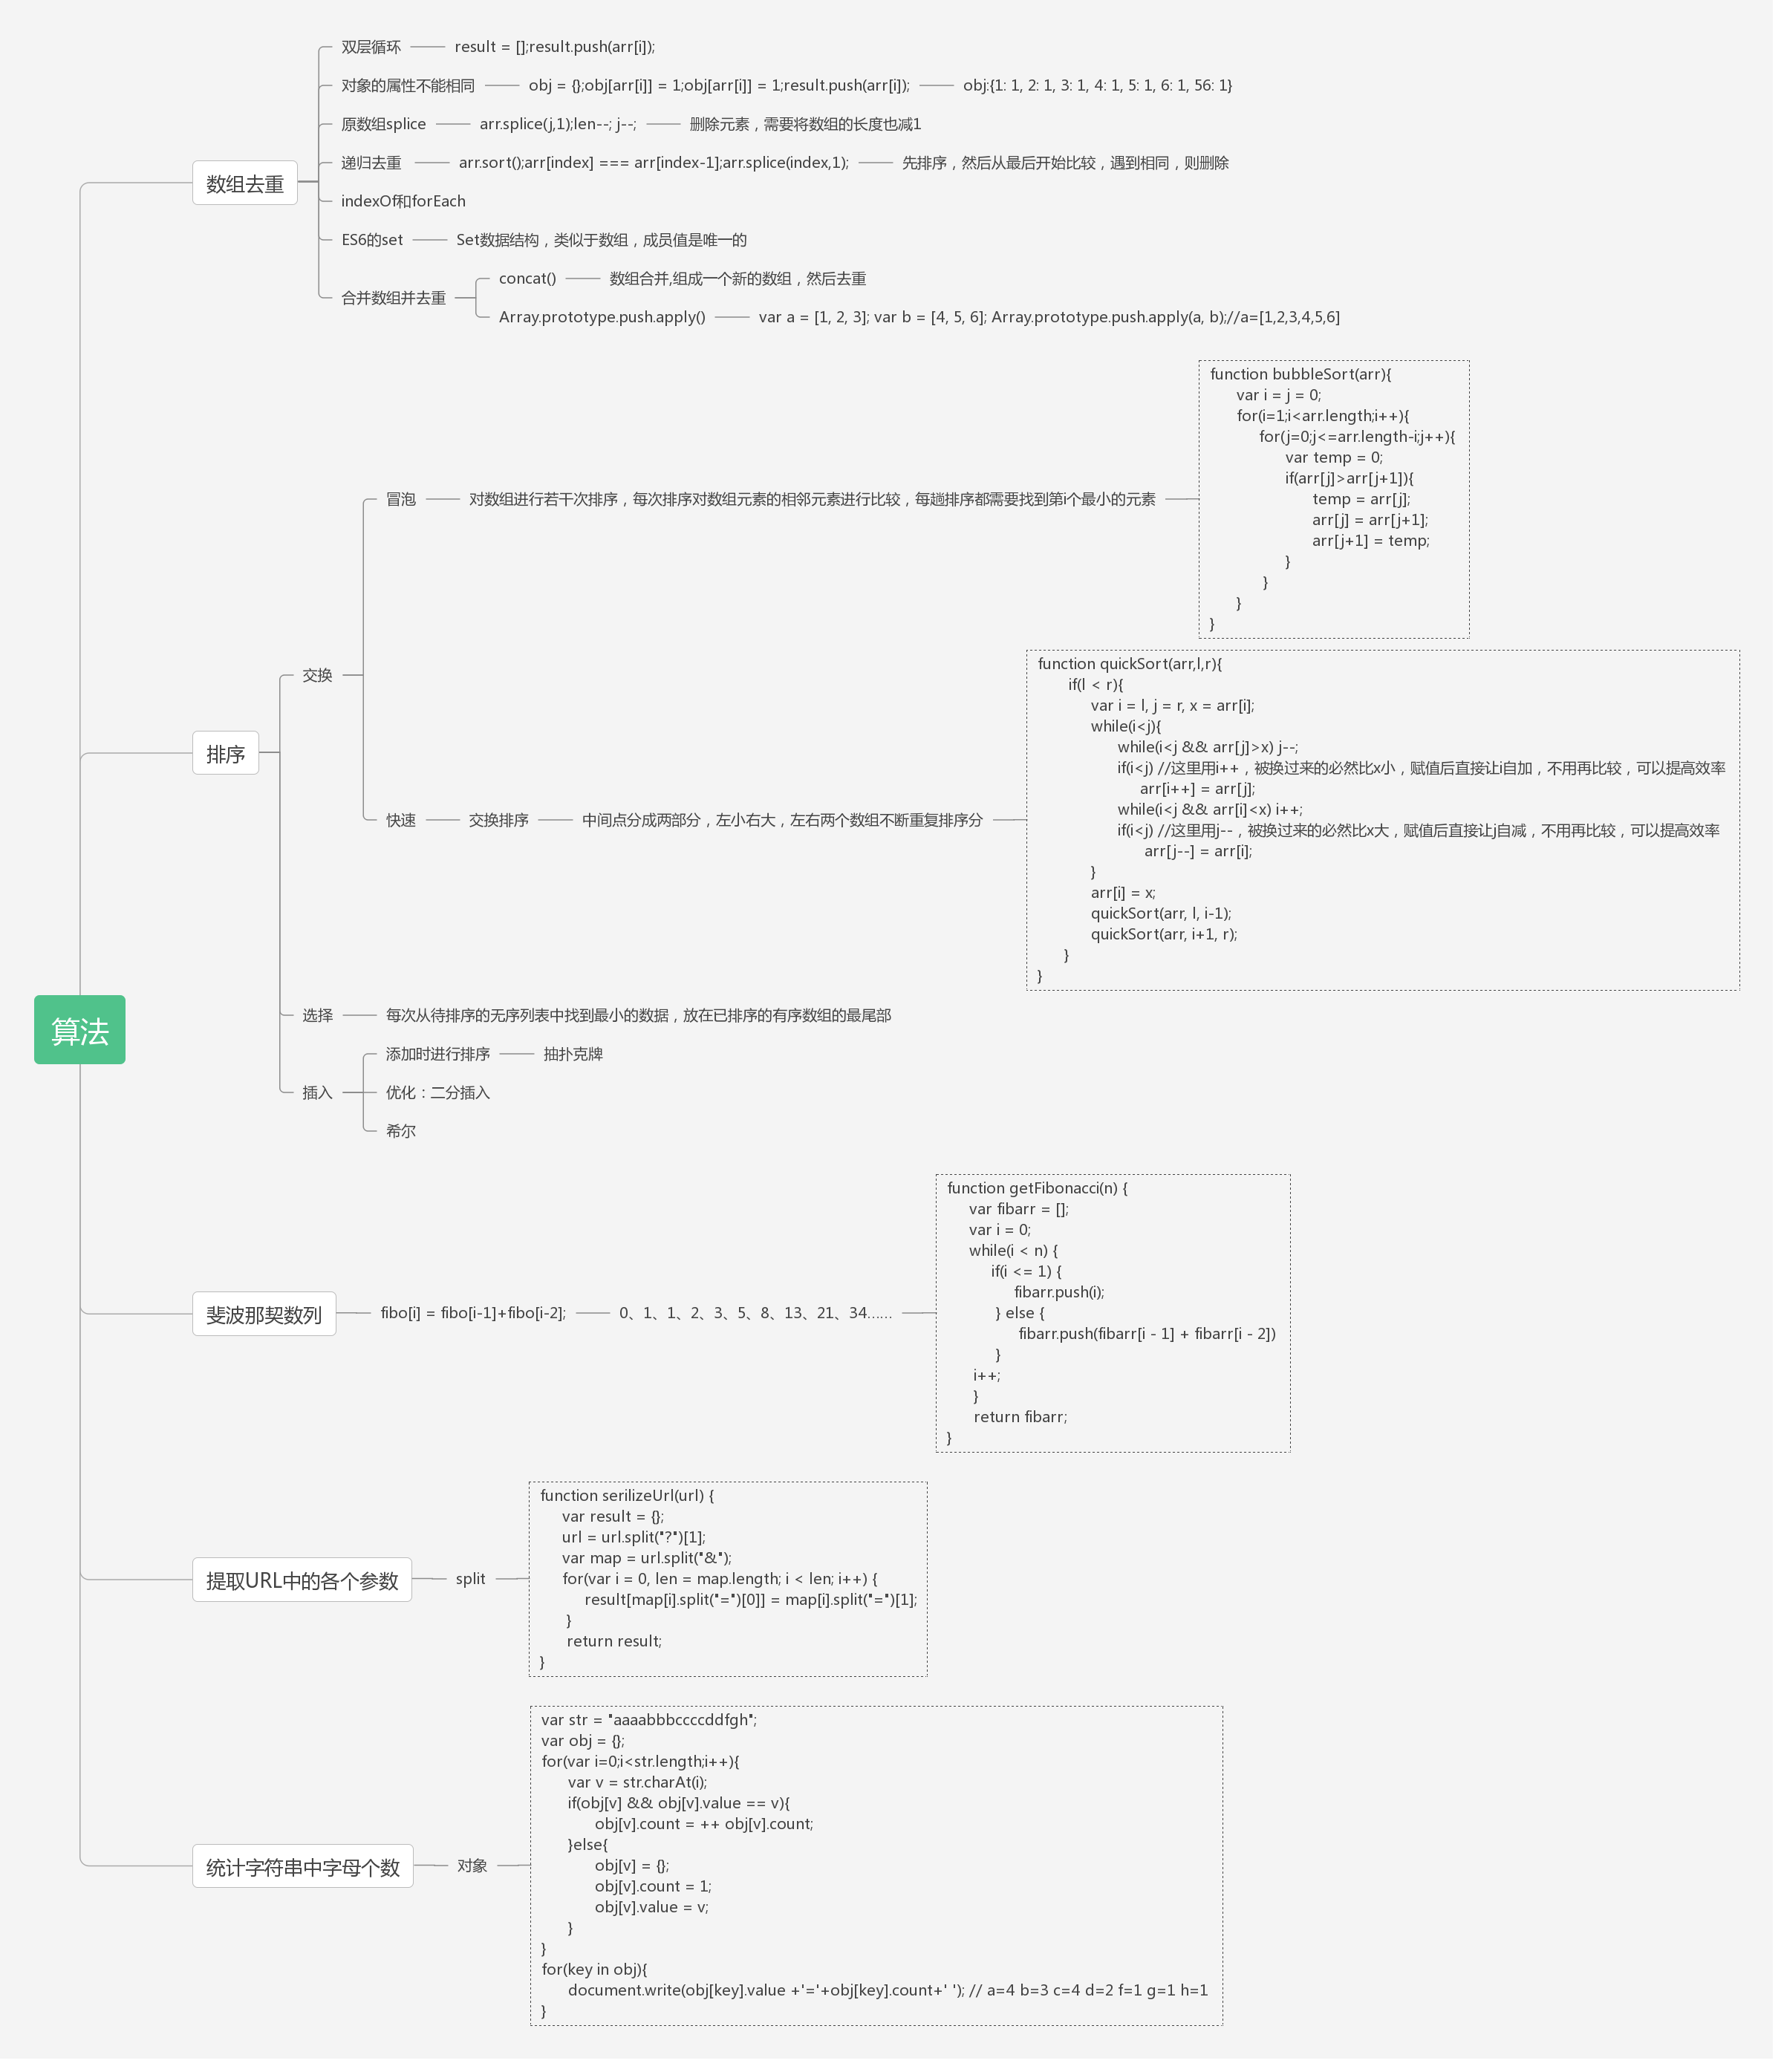 算法
数组去重
双层循环
result = [];result.push(arr[i]);
对象的属性不能相同
obj = {};obj[arr[i]] = 1;obj[arr[i]] = 1;result.push(arr[i]);
obj:{1: 1, 2: 1, 3: 1, 4: 1, 5: 1, 6: 1, 56: 1}
原数组splice
arr.splice(j,1);len--; j--;
删除元素，需要将数组的长度也减1
递归去重
arr.sort();arr[index] === arr[index-1];arr.splice(index,1);
先排序，然后从最后开始比较，遇到相同，则删除
indexOf和forEach
ES6的set
Set数据结构，类似于数组，成员值是唯一的
合并数组并去重
concat()
数组合并,组成一个新的数组，然后去重
Array.prototype.push.apply()
var a = [1, 2, 3]; var b = [4, 5, 6]; Array.prototype.push.apply(a, b);//a=[1,2,3,4,5,6]
排序
交换
冒泡
对数组进行若干次排序，每次排序对数组元素的相邻元素进行比较，每趟排序都需要找到第i个最小的元素
function bubbleSort(arr){
var i = j = 0;
for(i=1;i<arr.length;i++){
for(j=0;j<=arr.length-i;j++){
var temp = 0;
if(arr[j]>arr[j+1]){
temp = arr[j];
arr[j] = arr[j+1];
arr[j+1] = temp;
}
}
}
}
快速
交换排序
中间点分成两部分，左小右大，左右两个数组不断重复排序分
function quickSort(arr,l,r){
if(l < r){
var i = l, j = r, x = arr[i];
while(i<j){
while(i<j && arr[j]>x) j--;
if(i<j) //这里用i++，被换过来的必然比x小，赋值后直接让i自加，不用再比较，可以提高效率
arr[i++] = arr[j];
while(i<j && arr[i]<x) i++;
if(i<j) //这里用j--，被换过来的必然比x大，赋值后直接让j自减，不用再比较，可以提高效率
arr[j--] = arr[i];
}
arr[i] = x;
quickSort(arr, l, i-1);
quickSort(arr, i+1, r);
}
}
选择
每次从待排序的无序列表中找到最小的数据，放在已排序的有序数组的最尾部
插入
添加时进行排序
抽扑克牌
优化：二分插入
希尔
斐波那契数列
fibo[i] = fibo[i-1]+fibo[i-2];
0、1、1、2、3、5、8、13、21、34……
function getFibonacci(n) {
var fibarr = [];
var i = 0;
while(i < n) {
if(i <= 1) {
fibarr.push(i);
} else {
fibarr.push(fibarr[i - 1] + fibarr[i - 2])
}
i++;
}
return fibarr;
}
提取URL中的各个参数
split
function serilizeUrl(url) {
var result = {};
url = url.split("?")[1];
var map = url.split("&");
for(var i = 0, len = map.length; i < len; i++) {
result[map[i].split("=")[0]] = map[i].split("=")[1];
}
return result;
}
统计字符串中字母个数
对象
var str = "aaaabbbccccddfgh";
var obj = {};
for(var i=0;i<str.length;i++){
var v = str.charAt(i);
if(obj[v] && obj[v].value == v){
obj[v].count = ++ obj[v].count;
}else{
obj[v] = {};
obj[v].count = 1;
obj[v].value = v;
}
}
for(key in obj){
document.write(obj[key].value +'='+obj[key].count+' '); // a=4 b=3 c=4 d=2 f=1 g=1 h=1
}